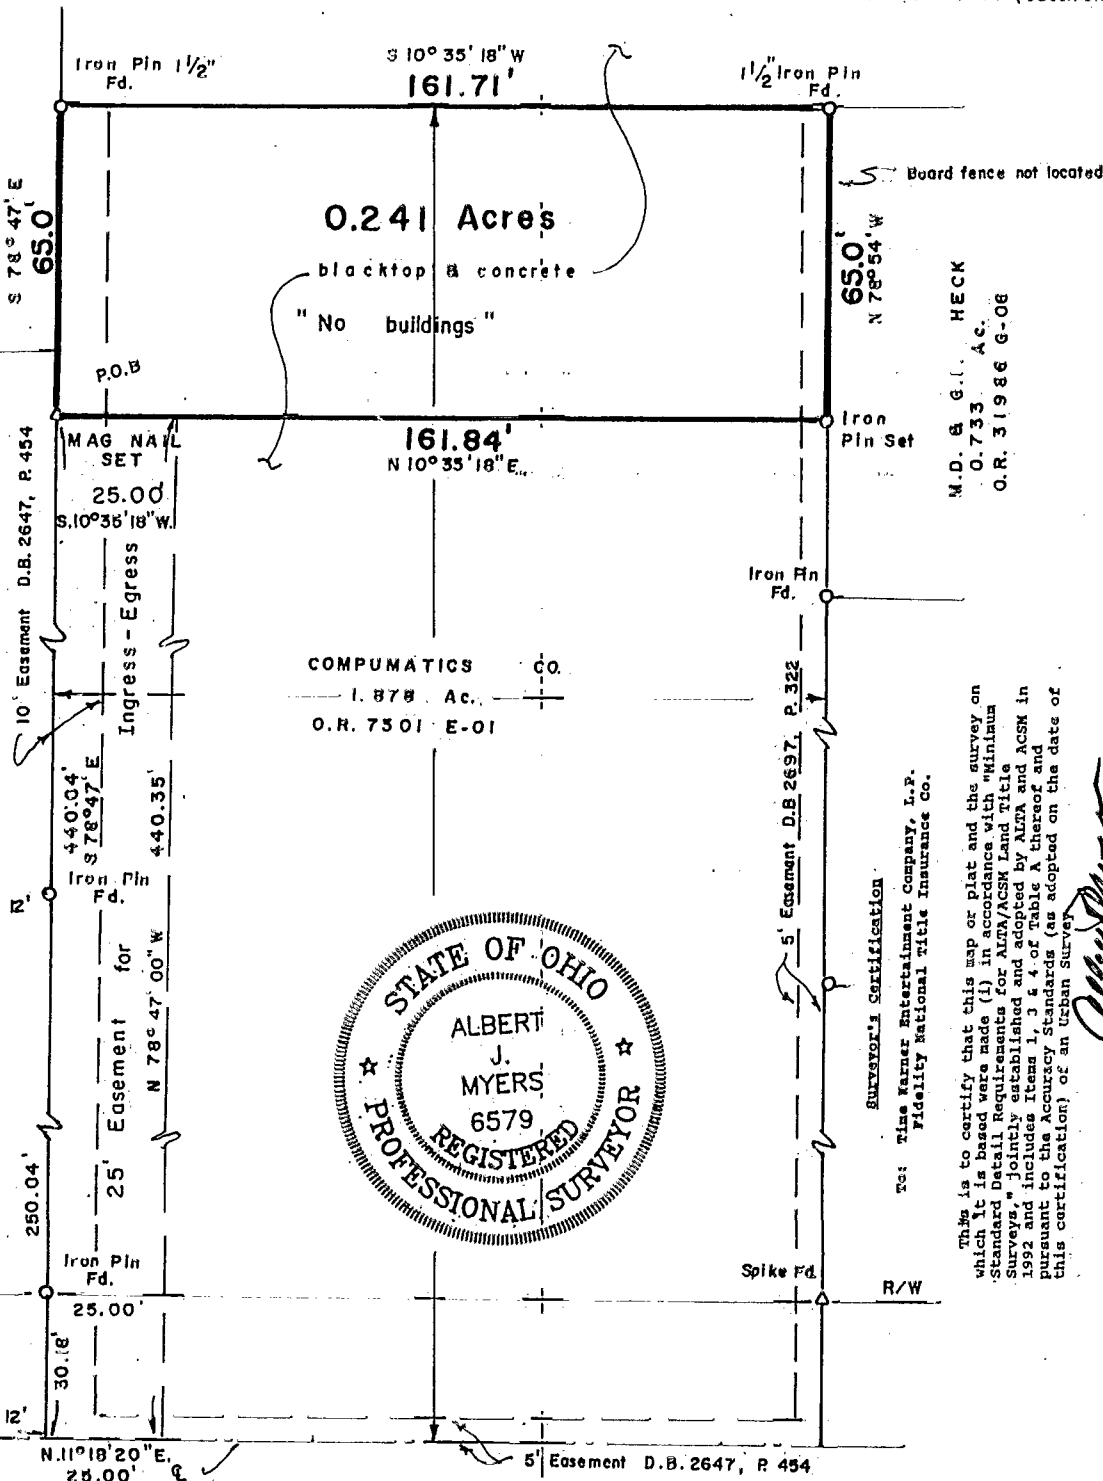 S 10° 35' 18" W
161.71'
Iron Pin 1 1/2"
Fd.
1 1/2" Iron Pin
Fd.
S 78° 47' E
65.0'
Board fence not located
0.241 Acres
blacktop & concrete
" No buildings "
65.0'
N 78° 54' W
M.D. & G.L. HECK
0.733 Ac.
O.R. 31986 G-08
P.O.B
MAG NAIL
SET
161.84'
N 10° 35' 18" E
Iron
Pin Set
25.00'
S.10° 35' 18" W.
10' Easement D.B. 2647, P. 454
Ingress - Egress
Iron Pin
Fd.
COMPUMATICS CO.
1.878 Ac.
O.R. 7301 E-01
440.04'
S 78° 47' E
440.35'
5' Easement D.B 2697, P. 322
Iron Pin
Fd.
12'
25' Easement for
N 78° 47' 00" W
STATE OF OHIO
ALBERT
J.
MYERS
6579
REGISTERED
PROFESSIONAL SURVEYOR
Surveyor's Certification
To: Time Warner Entertainment Company, L.P.
Fidelity National Title Insurance Co.
This is to certify that this map or plat and the survey on
which it is based were made (i) in accordance with "Minimum
Standard Detail Requirements for ALTA/ACSM Land Title
Surveys," jointly established and adopted by ALTA and ACSM in
1992 and includes Items 1, 3 & 4 of Table A thereof and
pursuant to the Accuracy Standards (as adopted on the date of
this certification) of an Urban Survey
250.04'
Iron Pin
Fd.
25.00'
Spike Fd.
R/W
30.18'
12'
N.11° 18' 20" E.
25.00'
5' Easement D.B. 2647, P. 454